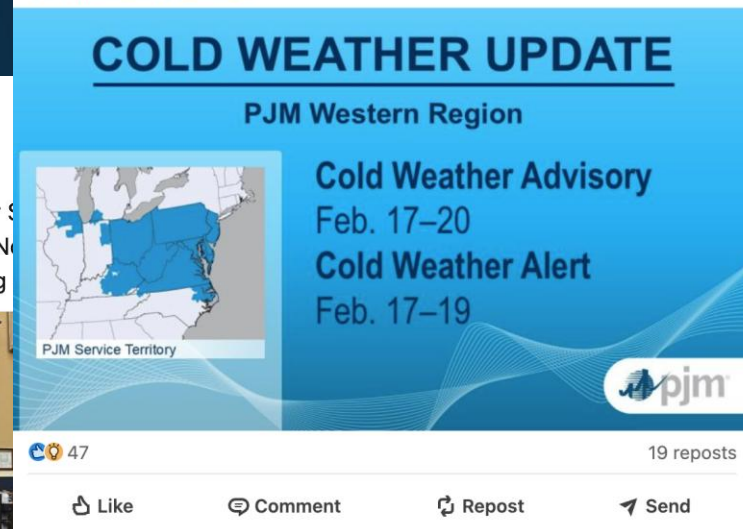 COLD WEATHER UPDATE
PJM Western Region
Cold Weather Advisory
Feb. 17–20
Cold Weather Alert
Feb. 17–19
PJM Service Territory
pjm
47
19 reposts
Like
Comment
Repost
Send